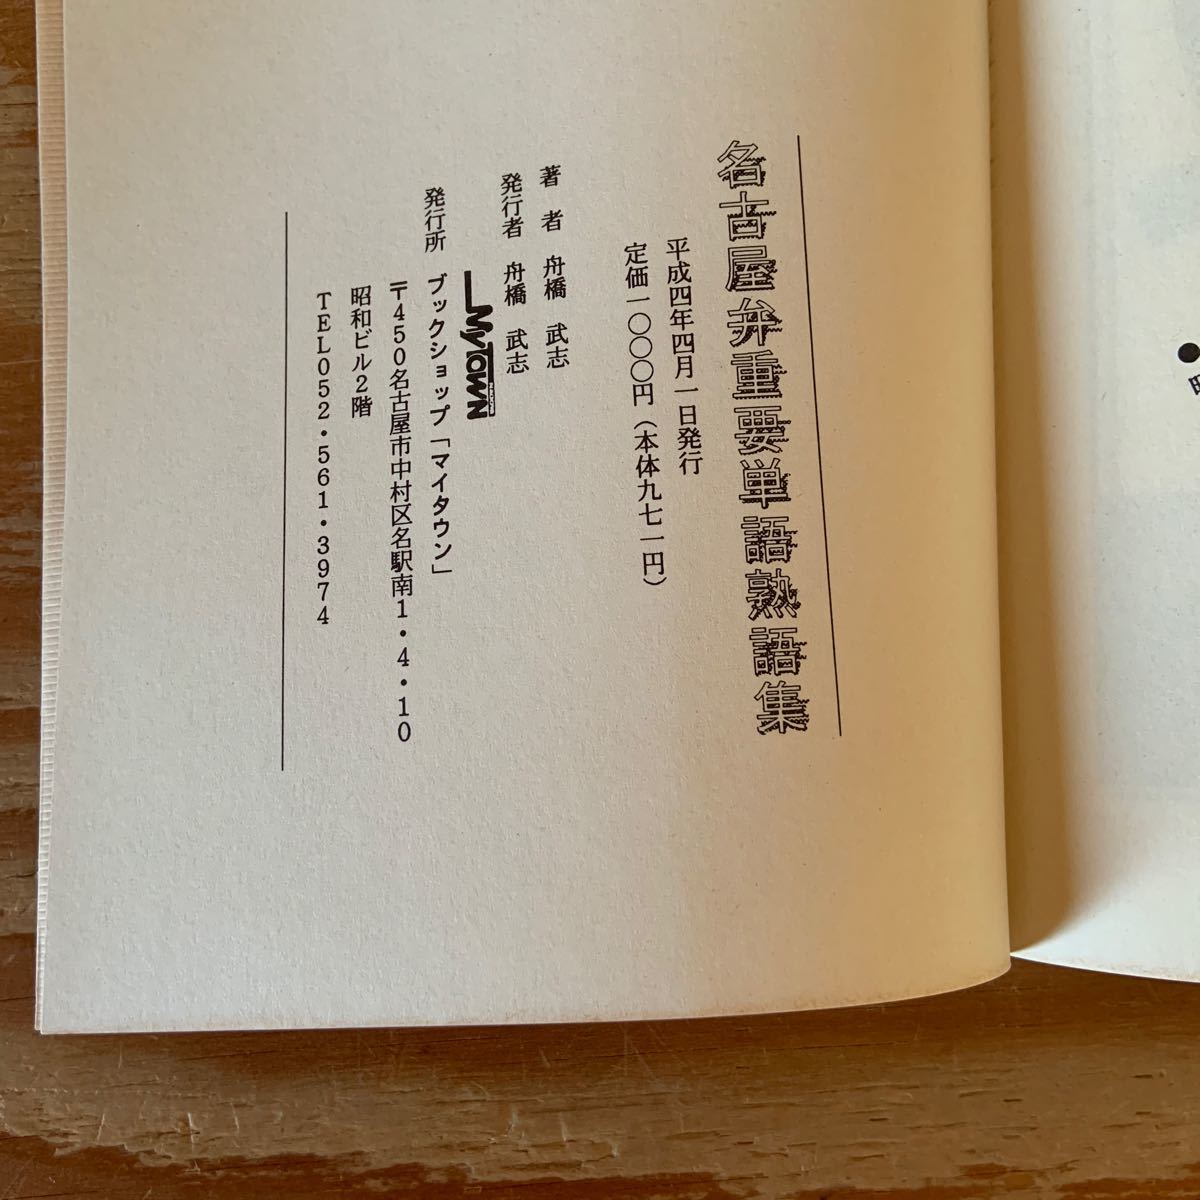 名古屋弁重要単語熟語集
平成四年四月一日発行
定価一〇〇〇円（本体九七一円）
著　者　舟橋　武志
発行者　舟橋　武志
MyTOWN
発行所　ブックショップ「マイタウン」
〒450名古屋市中村区名駅南1・4・10
昭和ビル2階
TEL052・561・3974